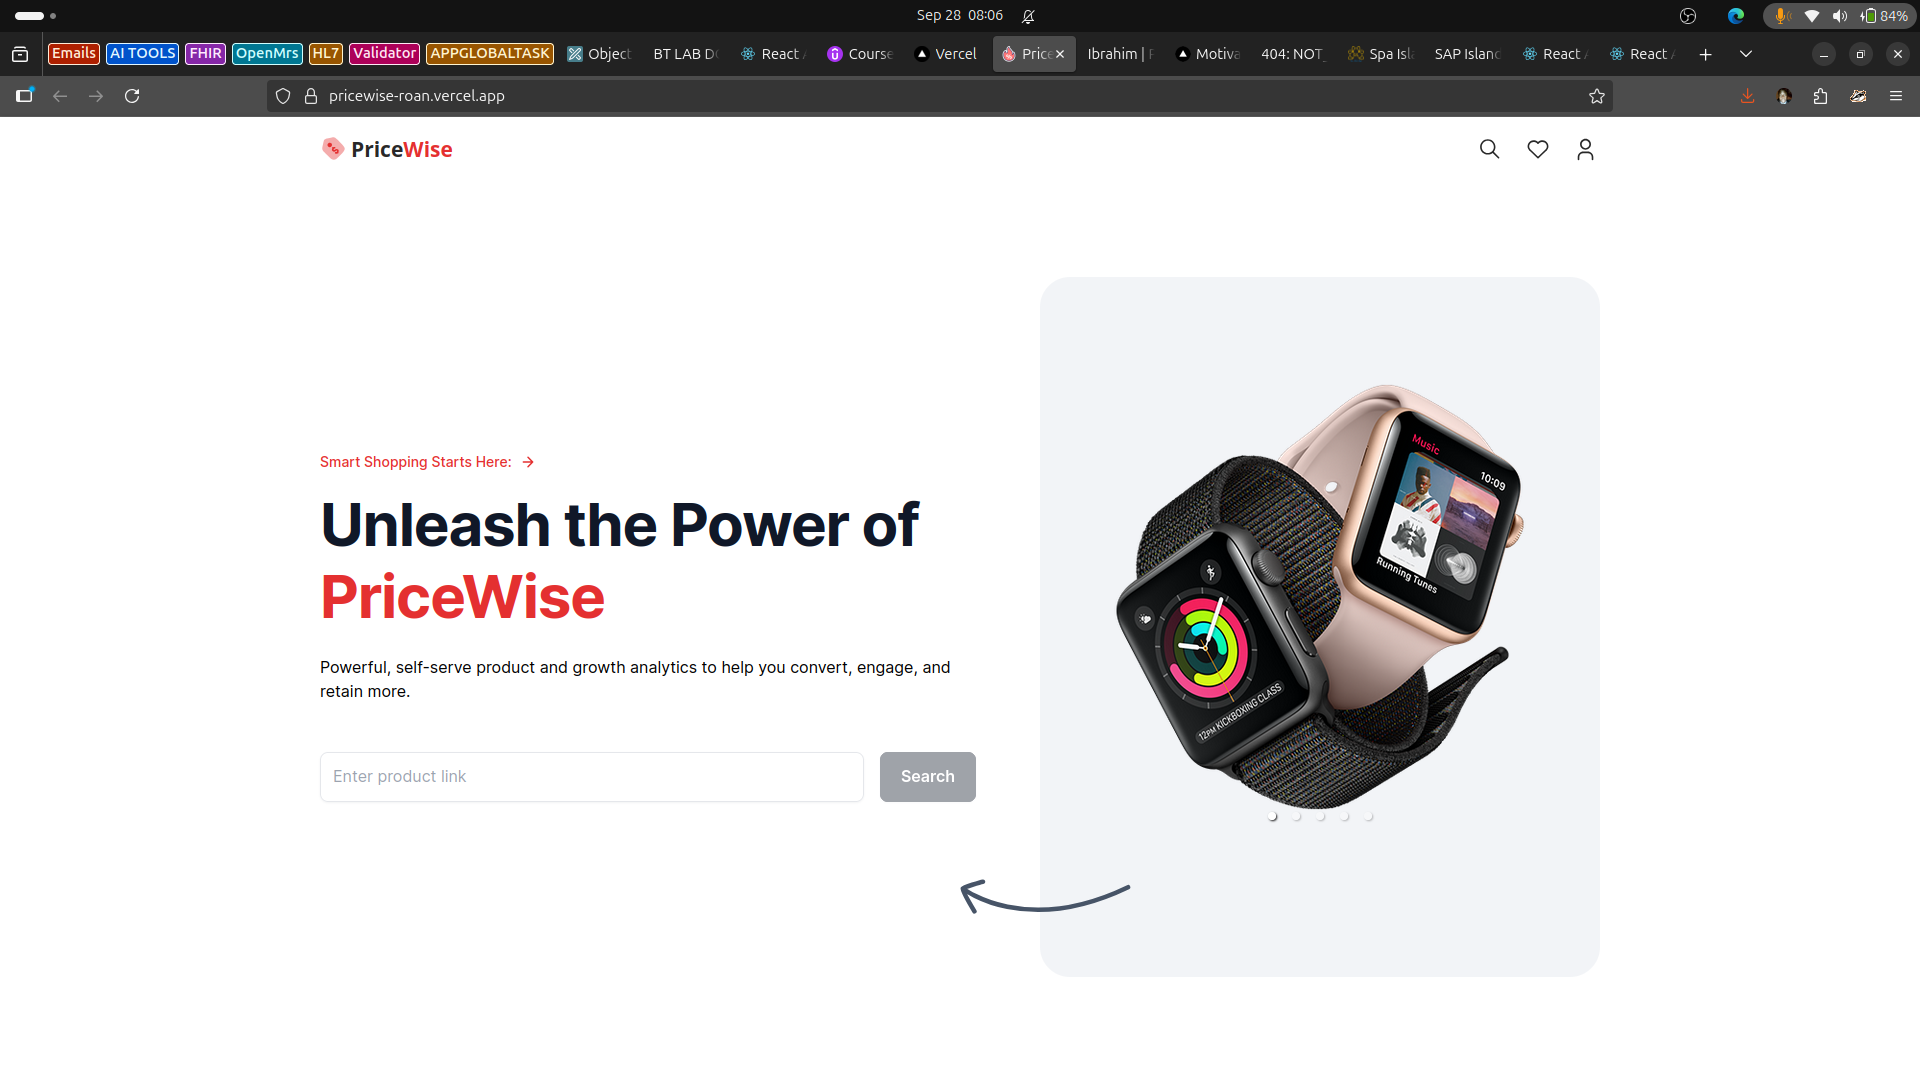 Sep 28 08:06
84%
Emails AI TOOLS FHIR OpenMrs HL7 Validator APPGLOBALTASK Object BT LAB React Course Vercel Price Ibrahim | Motiva 404: NOT_ Spa Isla SAP Island React React
pricewise-roan.vercel.app
PriceWise
Smart Shopping Starts Here:
Unleash the Power of
PriceWise
Powerful, self-serve product and growth analytics to help you convert, engage, and
retain more.
Enter product link
Search
Music
10:09
Running Tunes
12PM KICKBOXING CLASS